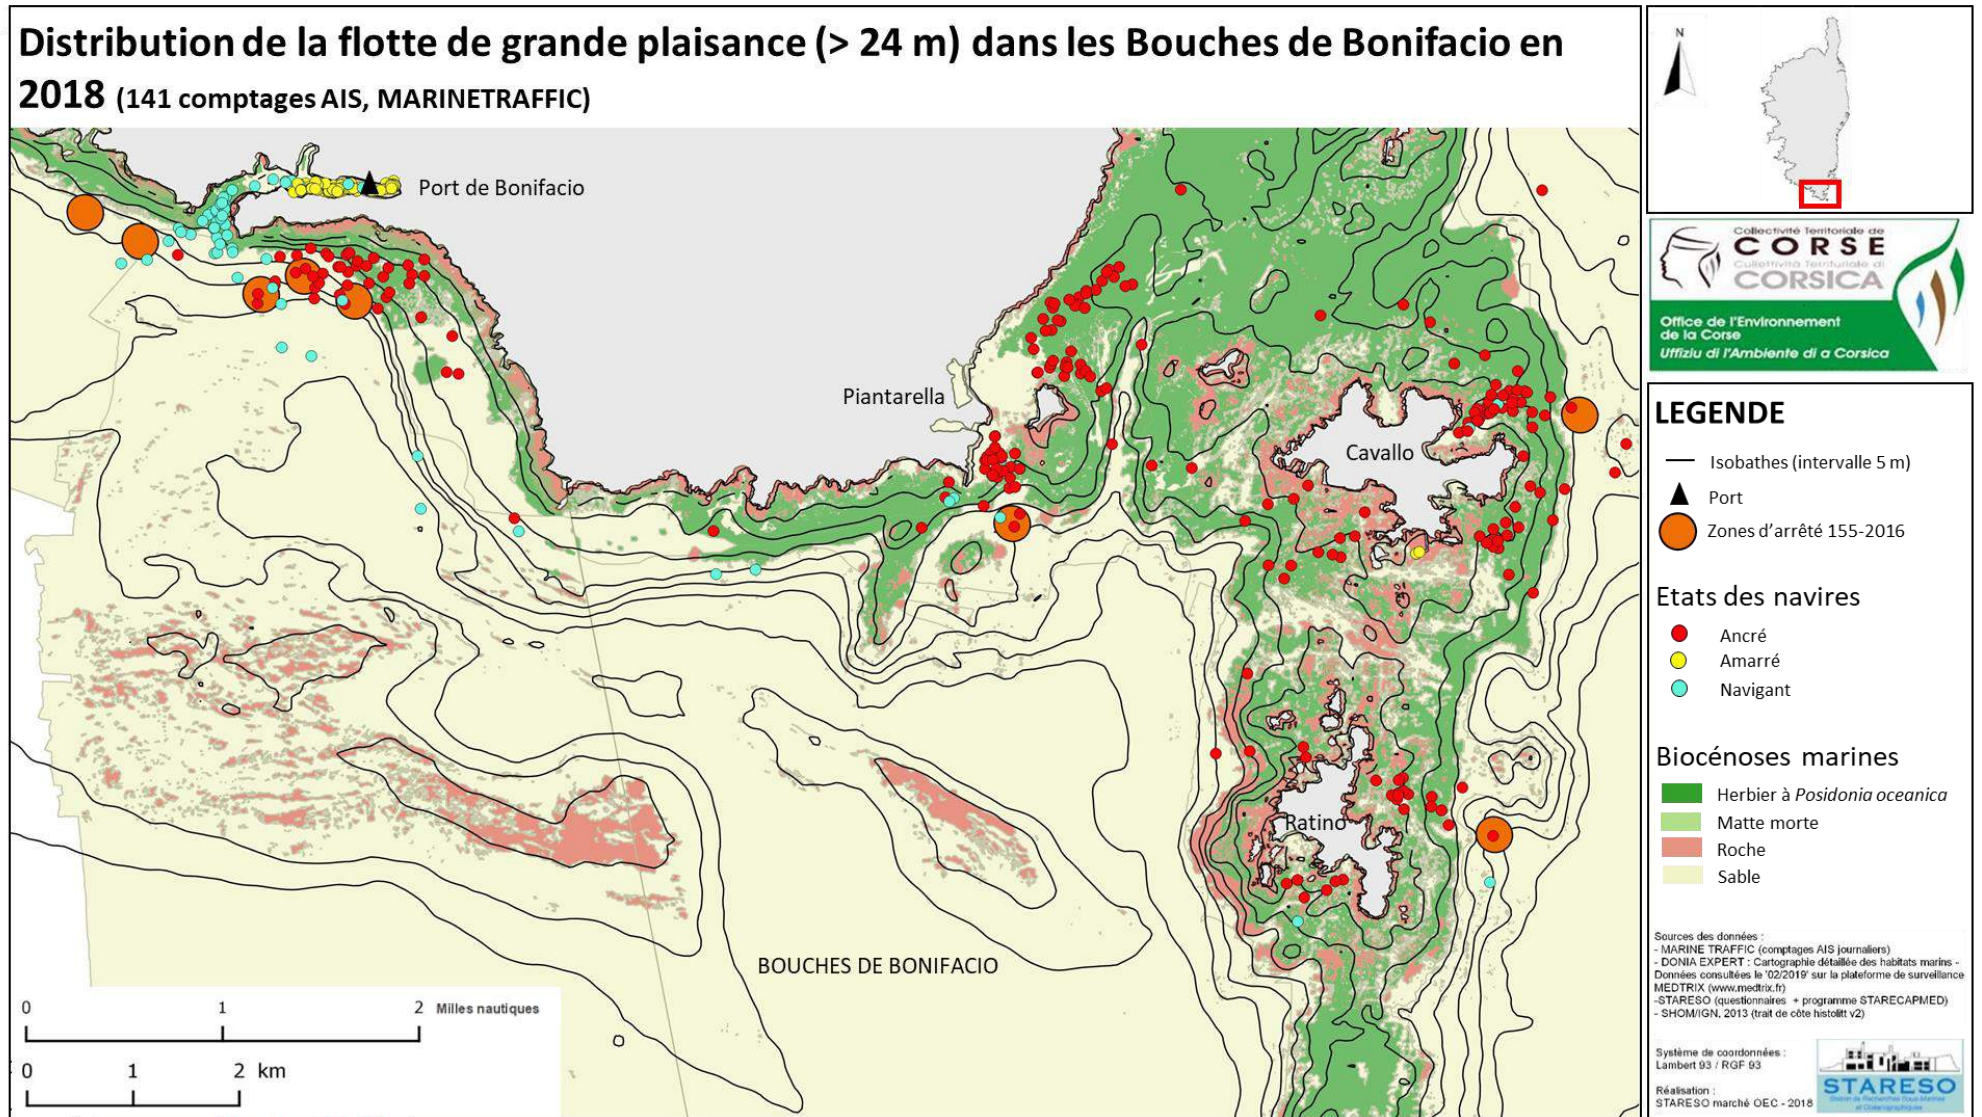 Distribution de la flotte de grande plaisance (> 24 m) dans les Bouches de Bonifacio en
2018 (141 comptages AIS, MARINETRAFFIC)
Port de Bonifacio
Piantarella
Cavallo
Ratino
BOUCHES DE BONIFACIO
0 1 2 Milles nautiques
0 1 2 km
N
Collectivité Territoriale de
CORSE
Cullettività Territuriale di
CORSICA
Office de l'Environnement
de la Corse
Uffiziu di l'Ambiente di a Corsica
LEGENDE
Isobathes (intervalle 5 m)
Port
Zones d'arrêté 155-2016
Etats des navires
Ancré
Amarré
Navigant
Biocénoses marines
Herbier à Posidonia oceanica
Matte morte
Roche
Sable
Sources des données :
- MARINE TRAFFIC (comptages AIS journaliers)
- DONIA EXPERT : Cartographie détaillée des habitats marins -
Données consultées le '02/2019' sur la plateforme de surveillance
MEDTRIX (www.medtrix.fr)
-STARESO (questionnaires + programme STARECAPMED)
- SHOM/IGN, 2013 (trait de côte histolitt v2)
Système de coordonnées :
Lambert 93 / RGF 93
Réalisation :
STARESO marché OEC - 2018
STARESO
Station de Recherches Sous-Marines
et Océanographiques